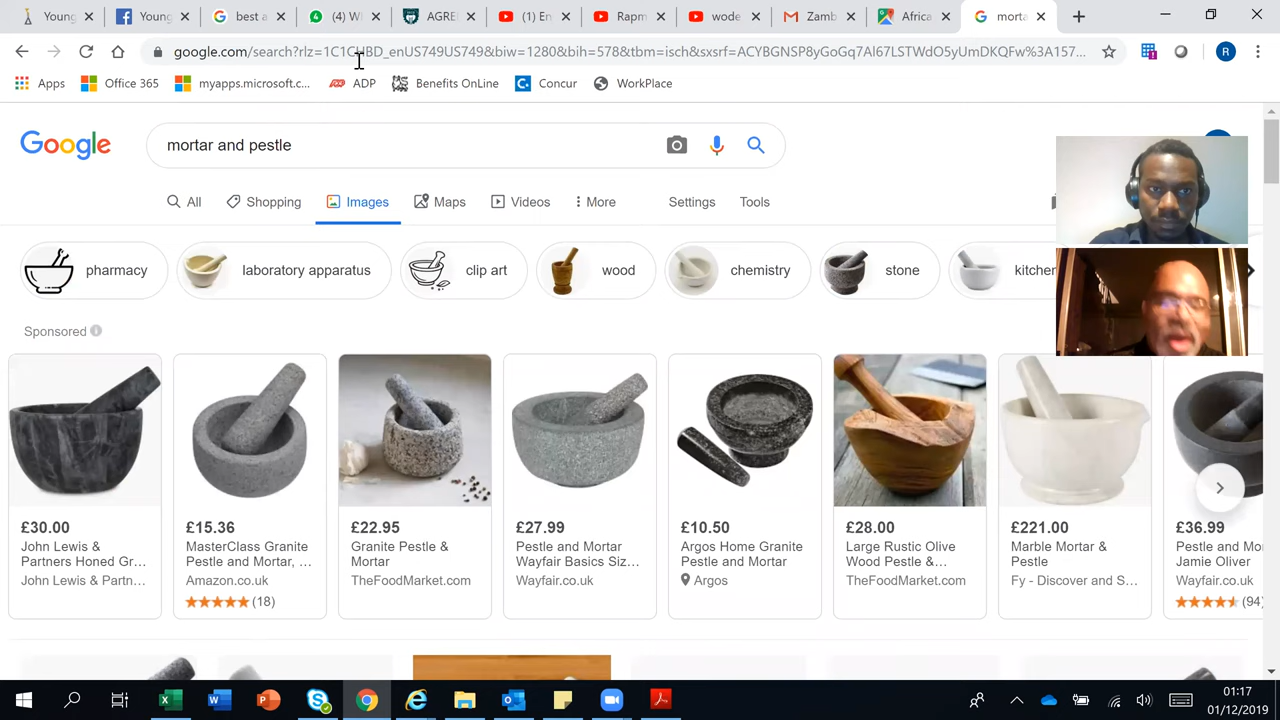 Young
Young
best a
(4) W
AGREE
(1) En
Rapm
wode
Zamb
Africa
morta
google.com/search?rlz=1C1CHBD_enUS749US749&biw=1280&bih=578&tbm=isch&sxsrf=ACYBGNSP8yGoGq7Al67LSTWdO5yUmDKQFw%3A157...
R
Apps
Office 365
myapps.microsoft.c...
ADP
Benefits OnLine
Concur
WorkPlace
Google
mortar and pestle
All
Shopping
Images
Maps
Videos
More
Settings
Tools
pharmacy
laboratory apparatus
clip art
wood
chemistry
stone
kitchen
Sponsored
£30.00
John Lewis &
Partners Honed Gr...
John Lewis & Partn...
£15.36
MasterClass Granite
Pestle and Mortar, ...
Amazon.co.uk
(18)
£22.95
Granite Pestle &
Mortar
TheFoodMarket.com
£27.99
Pestle and Mortar
Wayfair Basics Siz...
Wayfair.co.uk
£10.50
Argos Home Granite
Pestle and Mortar
Argos
£28.00
Large Rustic Olive
Wood Pestle &...
TheFoodMarket.com
£221.00
Marble Mortar &
Pestle
Fy - Discover and S...
£36.99
Pestle and Mor
Jamie Oliver
Wayfair.co.uk
(94)
01:17
01/12/2019